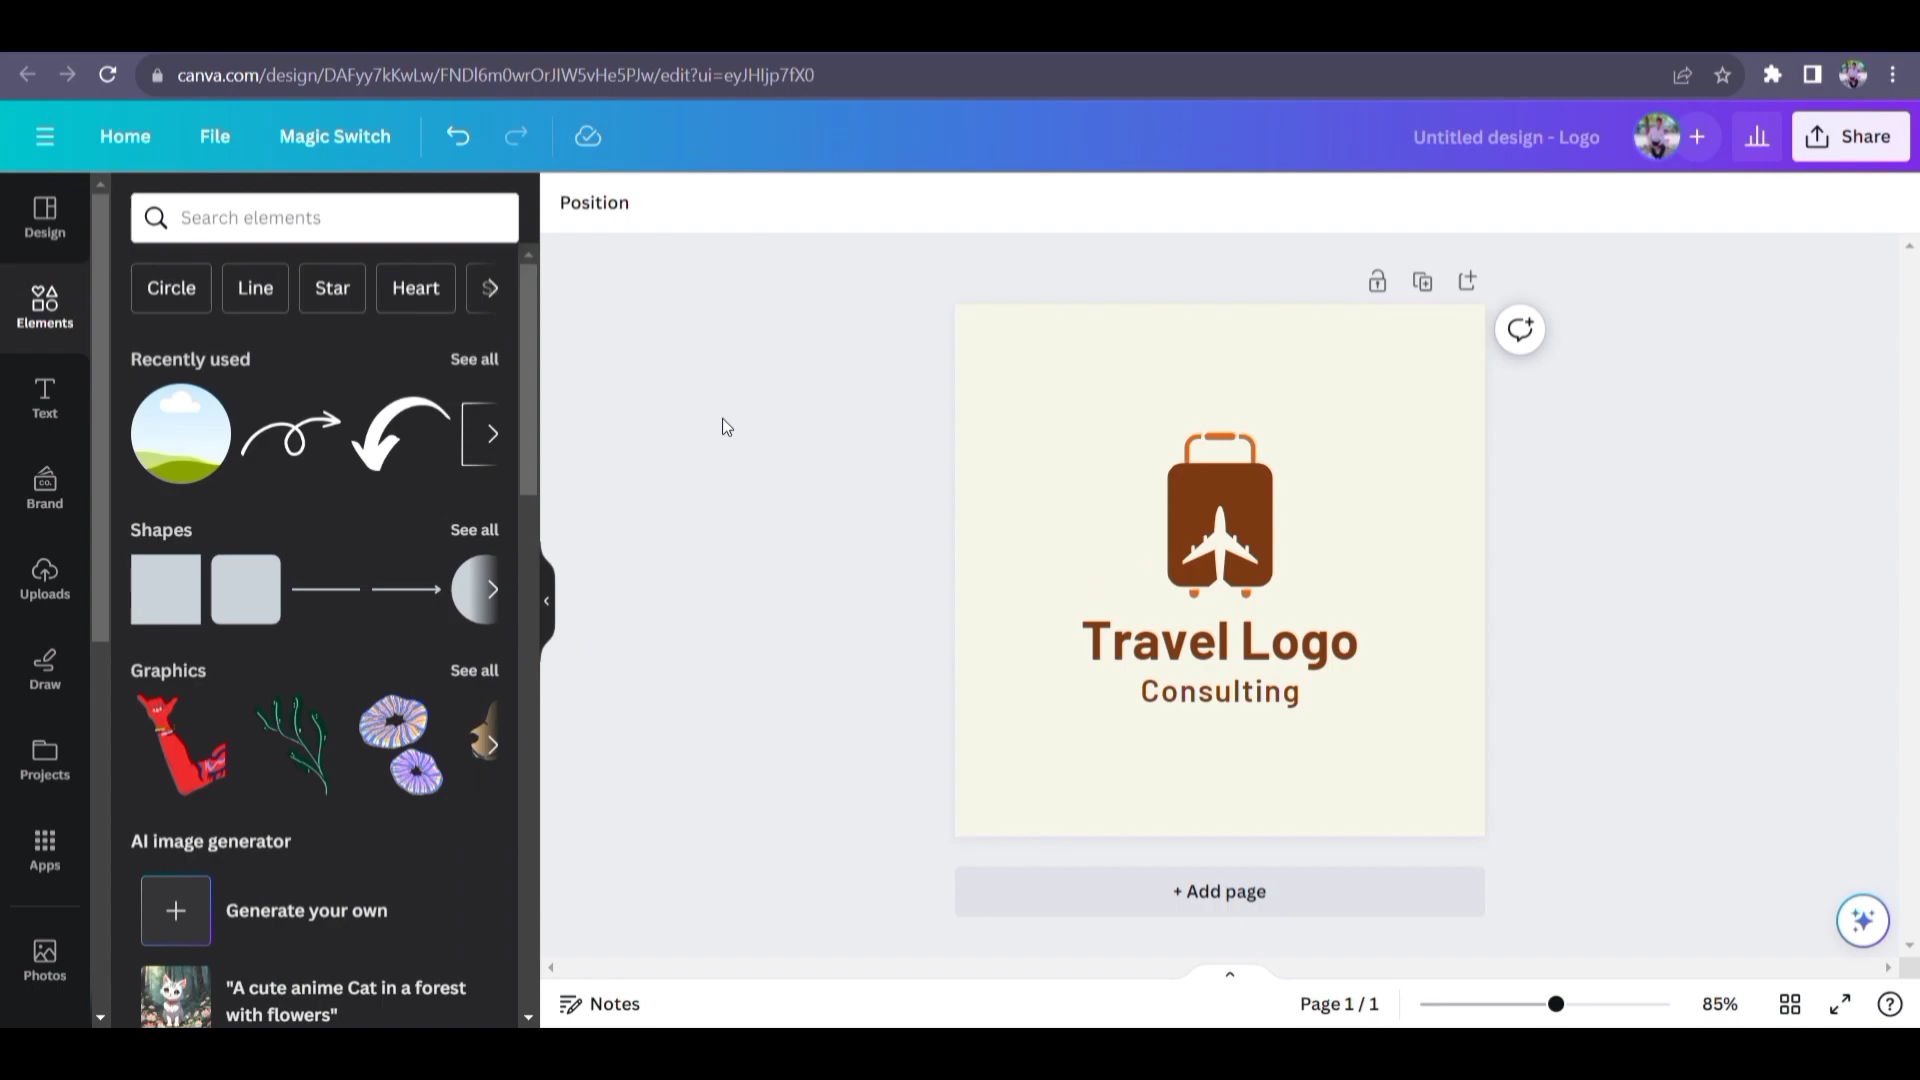 canva.com/design/DAFyy7kKwLw/FNDl6m0wrOrJIW5vHe5PJw/edit?ui=eyJHIjp7fX0
Home File Magic Switch Untitled design - Logo Share
Design
Elements
Text
Brand
CO.
Uploads
Draw
Projects
Apps
Photos
Search elements
Circle Line Star Heart
Recently used See all
Shapes See all
Graphics See all
AI image generator
Generate your own
"A cute anime Cat in a forest
with flowers"
Position
Travel Logo
Consulting
+ Add page
Notes Page 1 / 1 85%